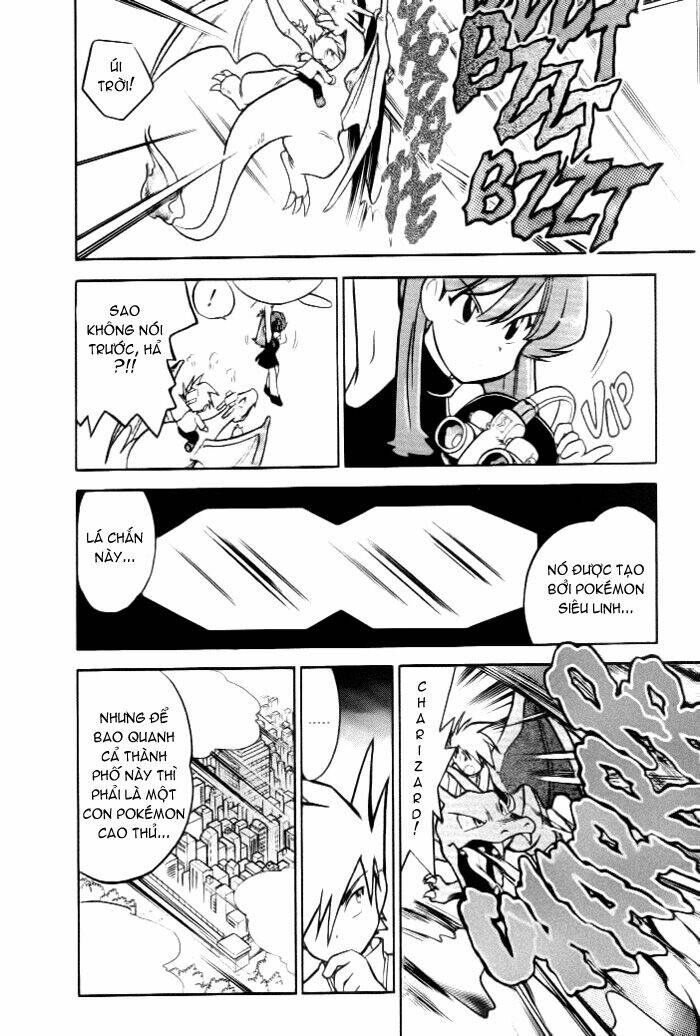 BZZT
BZZT
BZZT
ÚI
TRỜI!
VIP
SAO
KHÔNG NÓI
TRƯỚC, HẢ
?!!
!
NÓ ĐƯỢC TẠO
BỞI POKÉMON
SIÊU LINH...
LÁ CHẮN
NÀY...
CHARIZARD!
......
NHƯNG ĐỂ
BAO QUANH
CẢ THÀNH
PHỐ NÀY THÌ
PHẢI LÀ MỘT
CON POKÉMON
CAO THỦ...